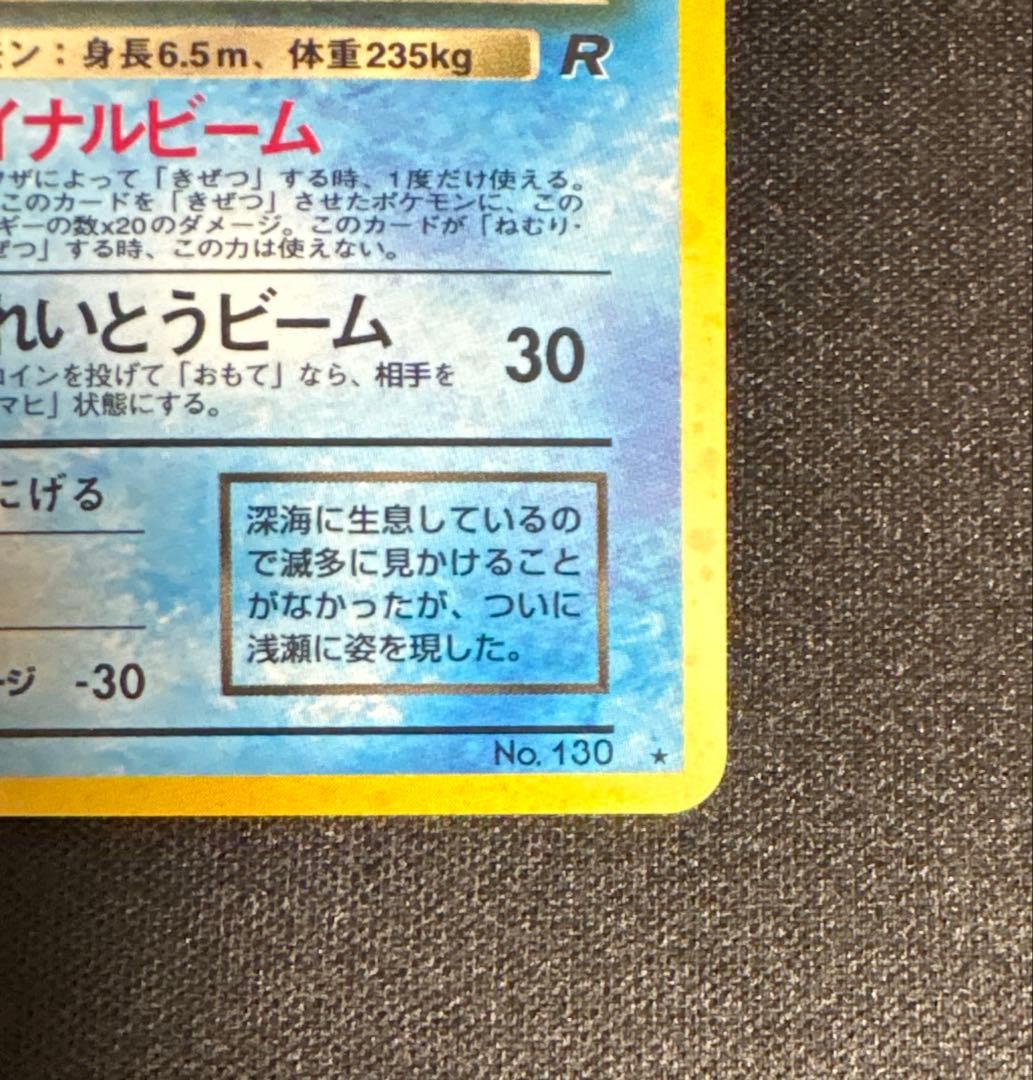 モン：身長6.5m、体重235kg R
イナルビーム
ワザによって「きぜつ」する時、1度だけ使える。
このカードを「きぜつ」させたポケモンに、この
ギーの数x20のダメージ。このカードが「ねむり・
ぜつ」する時、この力は使えない。
れいとうビーム 30
コインを投げて「おもて」なら、相手を
マヒ」状態にする。
にげる
深海に生息しているの
で滅多に見かけること
がなかったが、ついに
浅瀬に姿を現した。
ージ -30
No. 130 ★